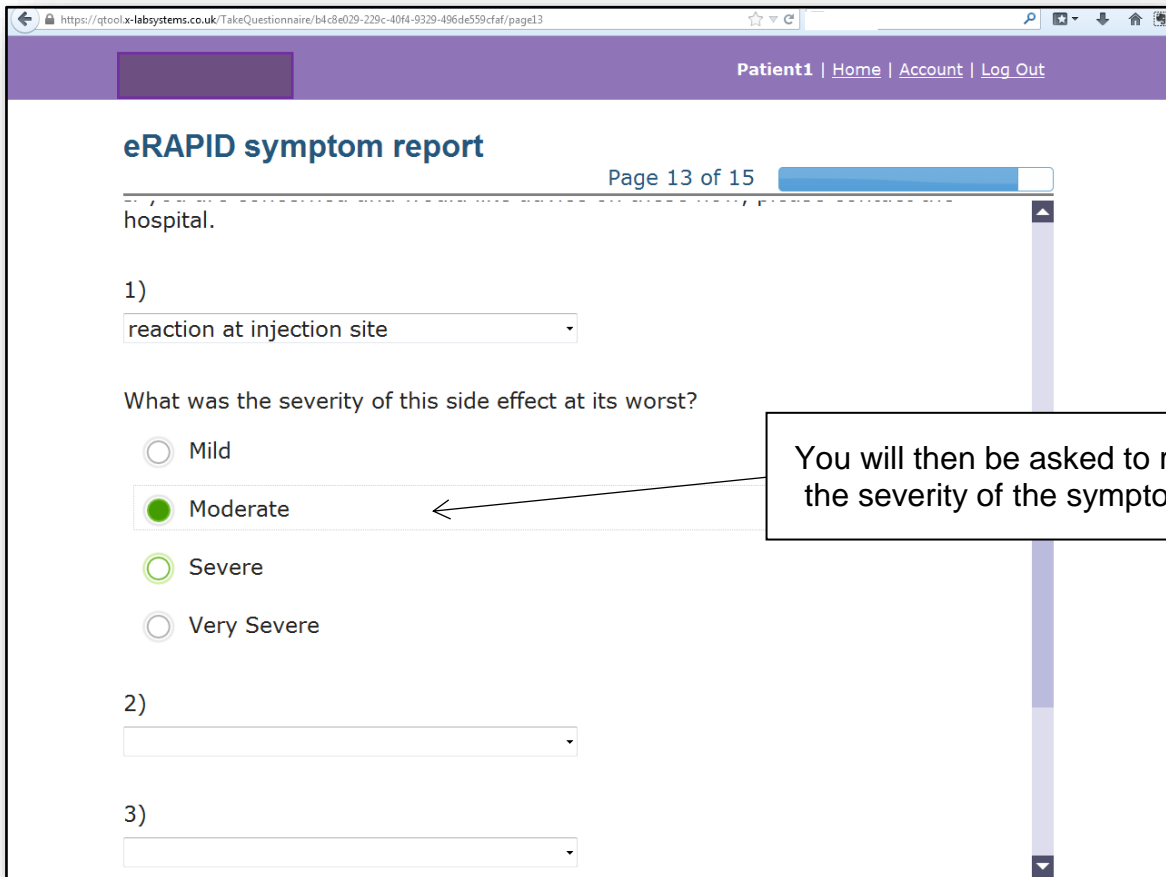 https://qtool.x-labsystems.co.uk/TakeQuestionnaire/b4c8e029-229c-40f4-9329-496de559cfaf/page13
Patient1 | Home | Account | Log Out
eRAPID symptom report
Page 13 of 15
hospital.
1)
reaction at injection site
What was the severity of this side effect at its worst?
Mild
Moderate
You will then be asked to
the severity of the
Severe
Very Severe
2)
3)